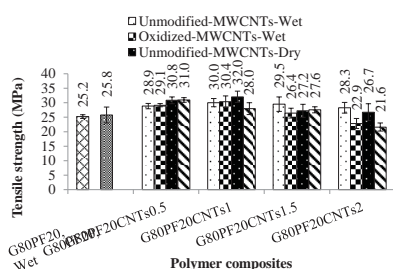 Unmodified-MWCNTs-Wet
Oxidized-MWCNTs-Wet
Unmodified-MWCNTs-Dry
Tensile strength (MPa)
40
35
30
25
20
15
10
5
0
25.2
25.8
28.9
29.1
30.8
31.0
30.0
30.4
32.0
28.0
29.5
26.4
27.2
27.6
28.3
22.9
26.7
21.6
G80PF20,
Wet
G80PF20,
G80PF20CNTs0.5
G80PF20CNTs1
G80PF20CNTs1.5
G80PF20CNTs2
Polymer composites